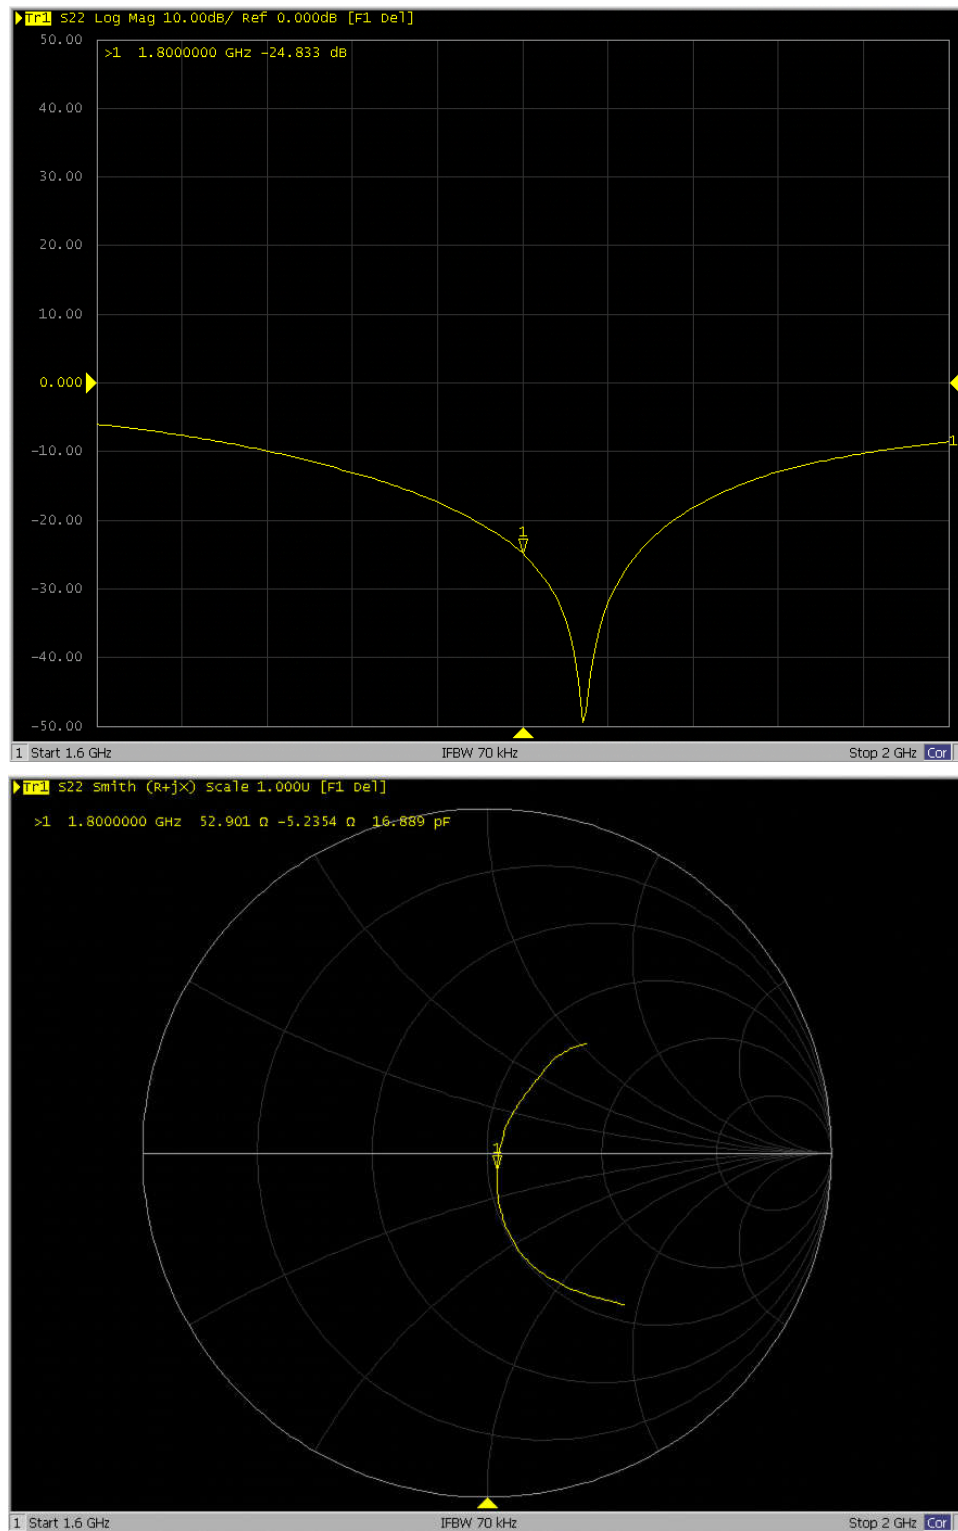 Tr1 S22 Log Mag 10.00dB/ Ref 0.000dB [F1 Del]
50.00
>1 1.8000000 GHz -24.833 dB
40.00
30.00
20.00
10.00
0.000
-10.00
1
-20.00
1
-30.00
-40.00
-50.00
1 Start 1.6 GHz IFBW 70 kHz Stop 2 GHz Cor
Tr1 S22 Smith (R+jX) Scale 1.000U [F1 Del]
>1 1.8000000 GHz 52.901 Ω -5.2354 Ω 16.889 pF
1
1 Start 1.6 GHz IFBW 70 kHz Stop 2 GHz Cor